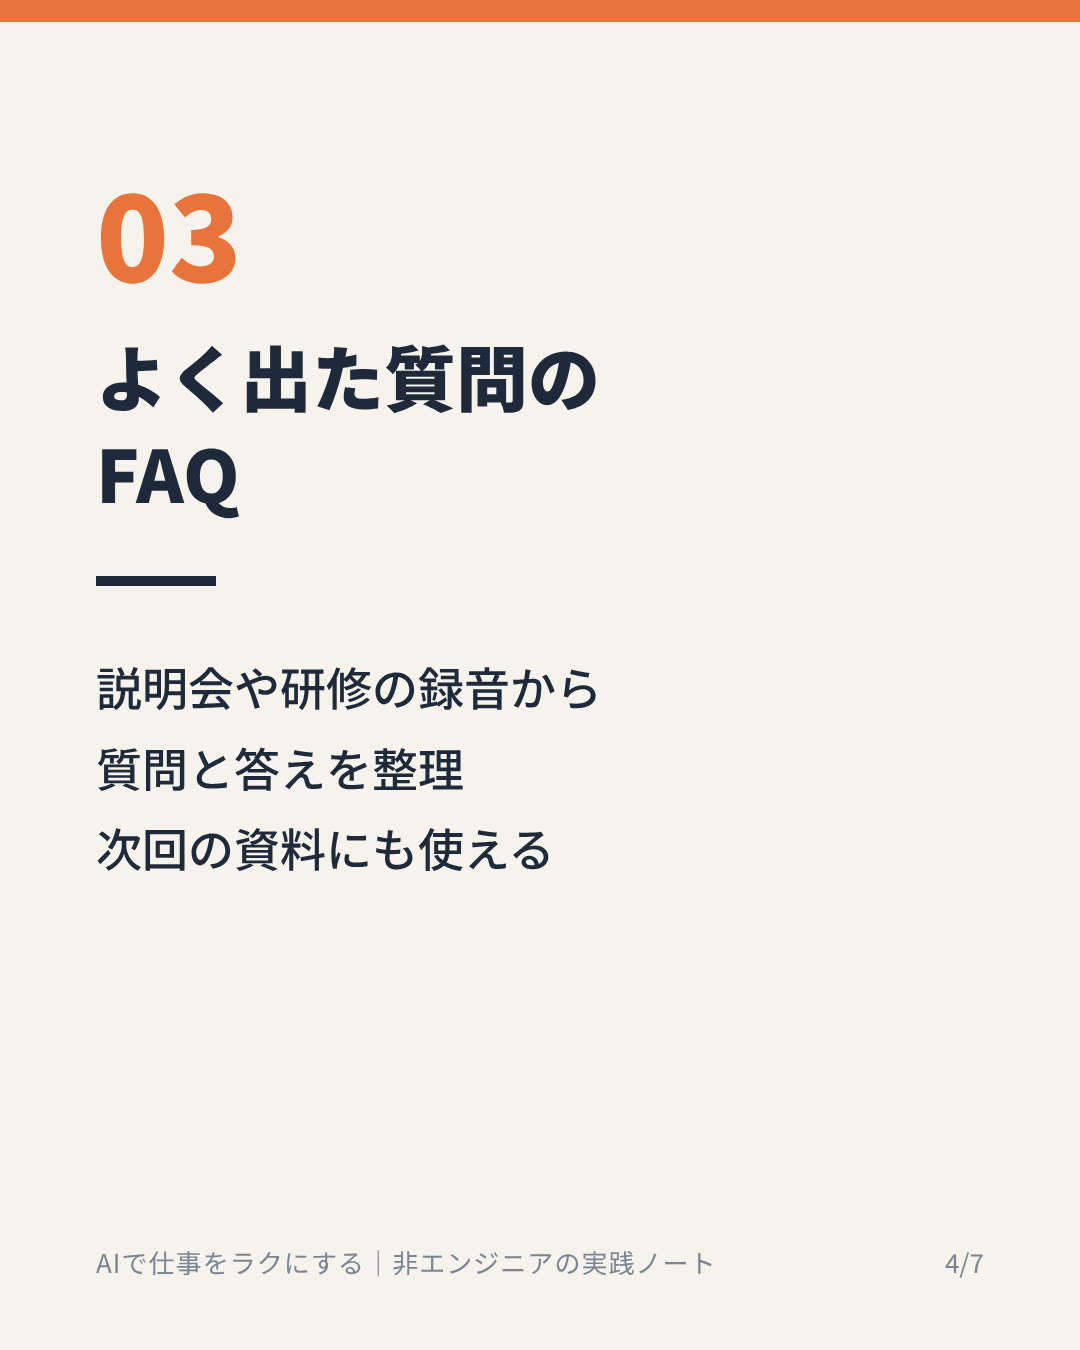 03
よく出た質問の
FAQ
説明会や研修の録音から
質問と答えを整理
次回の資料にも使える
AIで仕事をラクにする｜非エンジニアの実践ノート
4/7